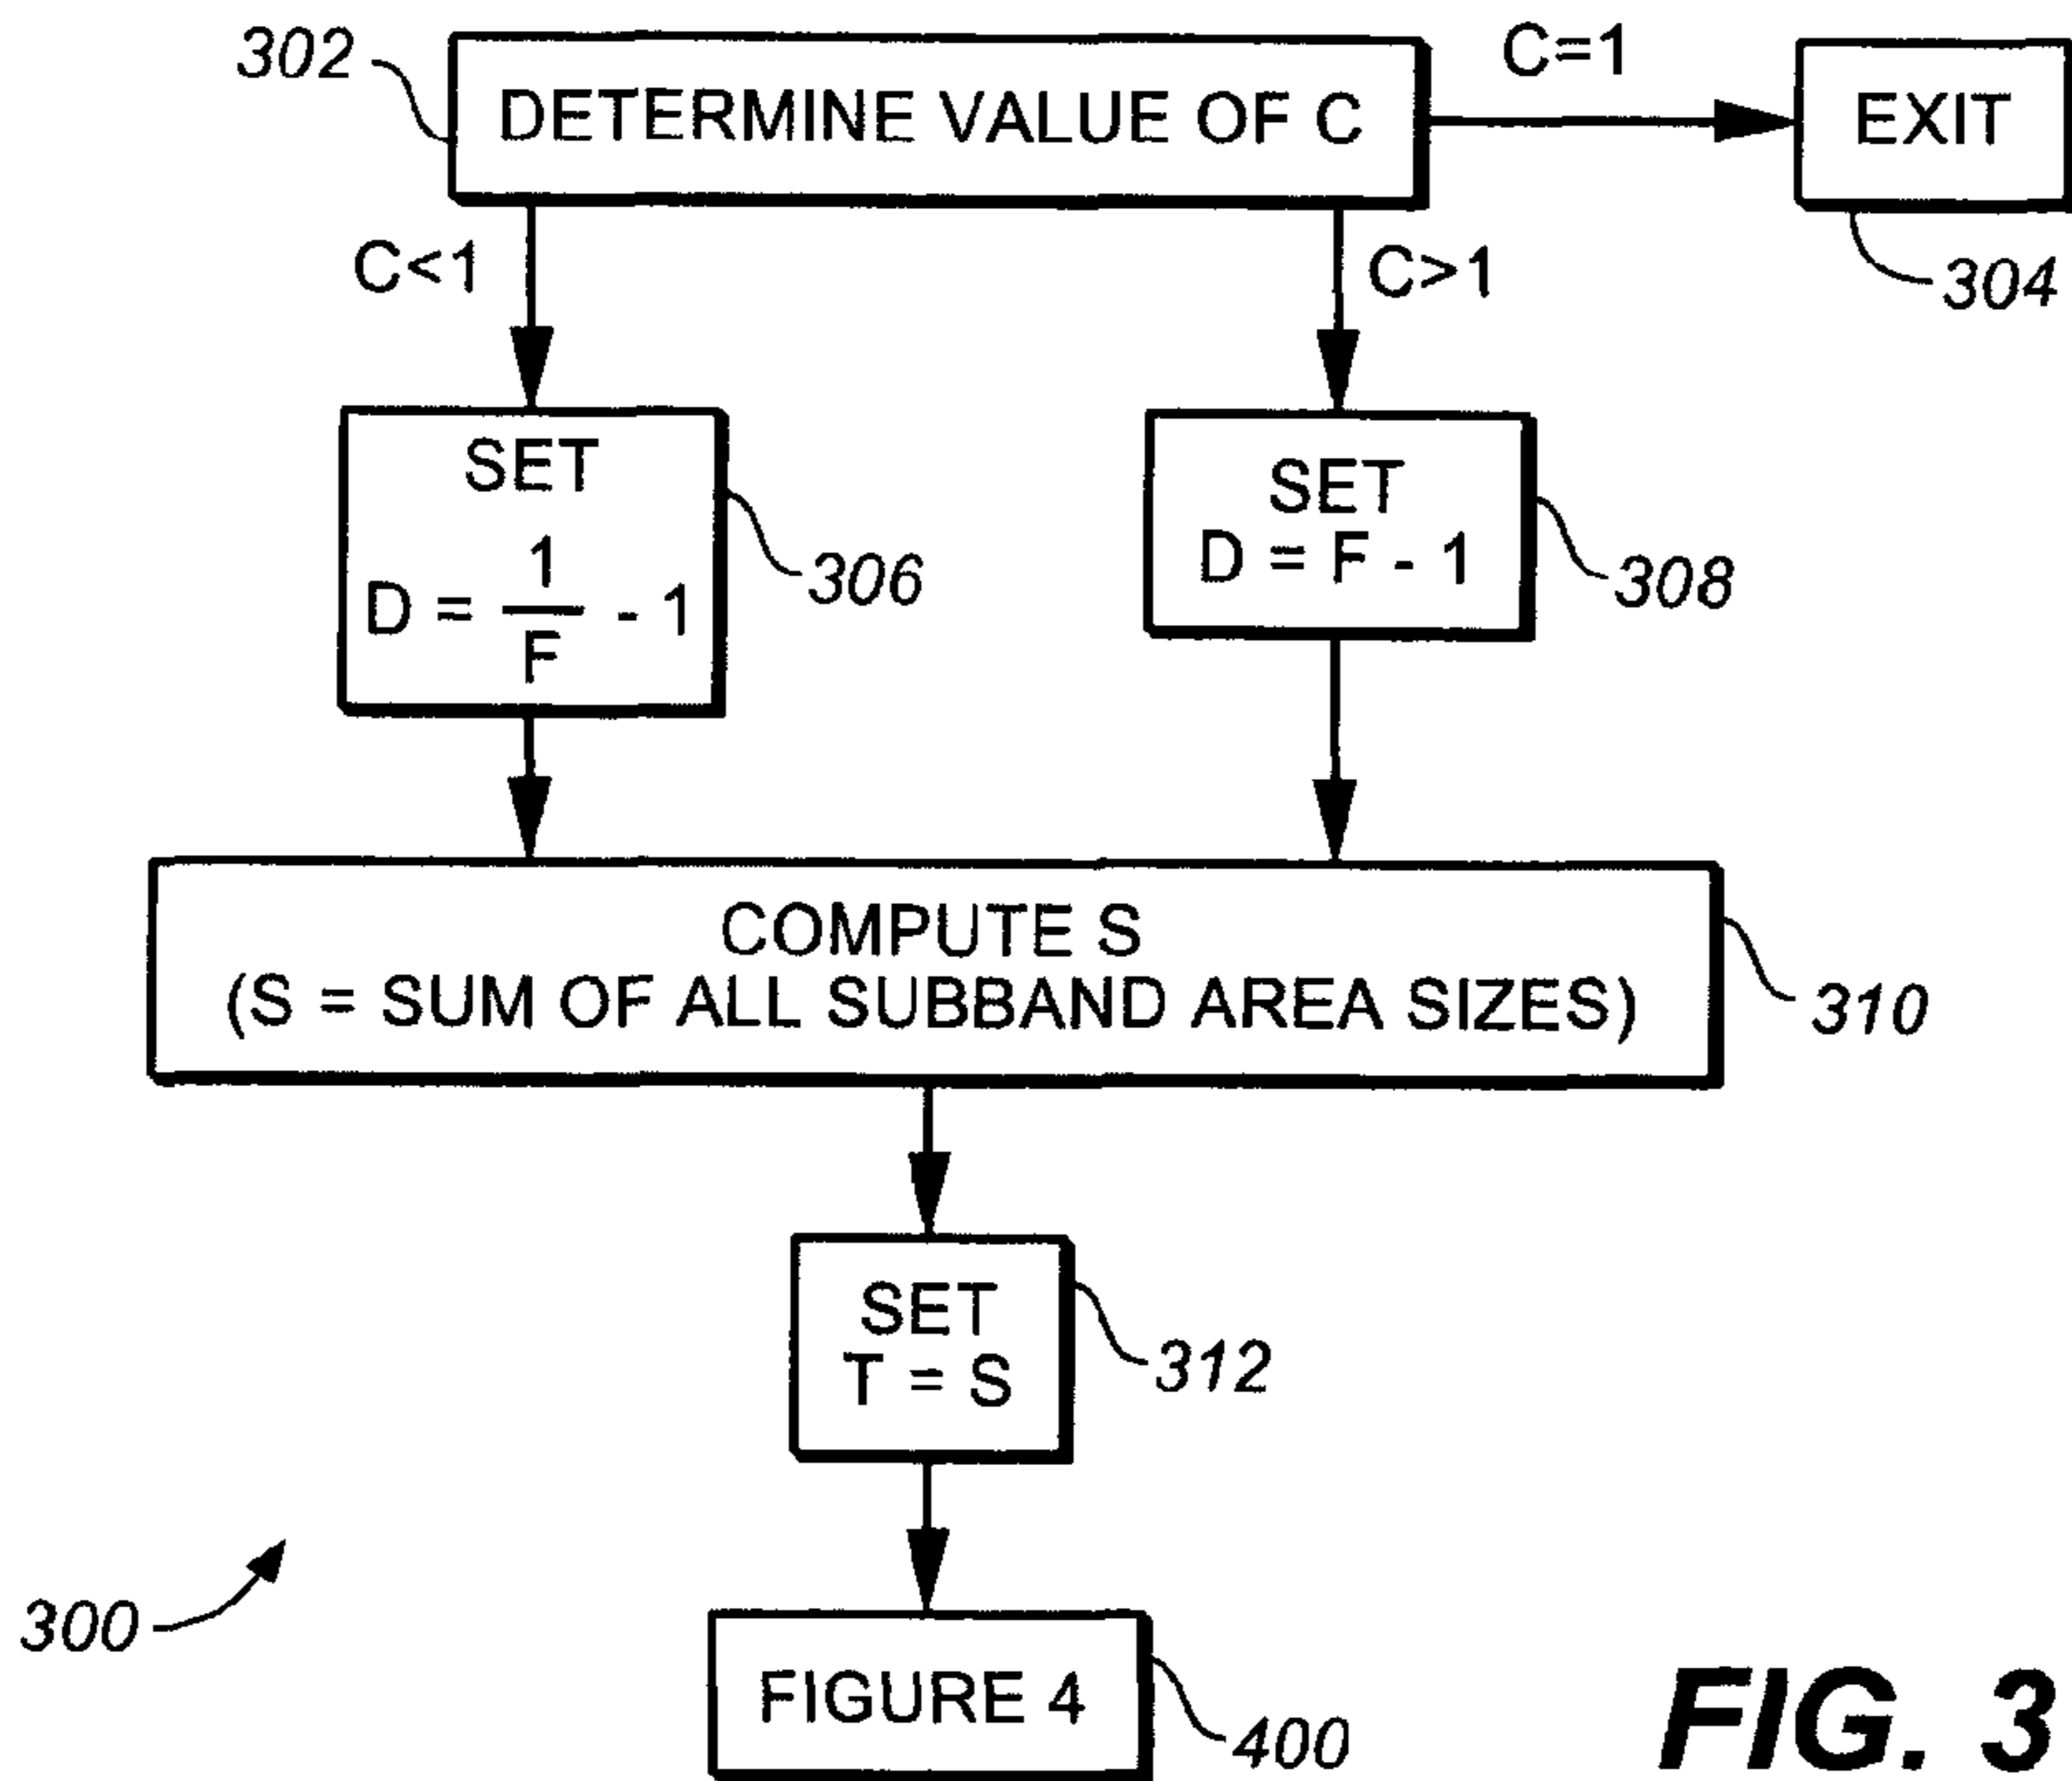 302
DETERMINE VALUE OF C
C=1
EXIT
304
C<1
C>1
SET
D = 1/F - 1
306
SET
D = F - 1
308
COMPUTE S
(S = SUM OF ALL SUBBAND AREA SIZES)
310
SET
T = S
312
300
FIGURE 4
400
FIG. 3